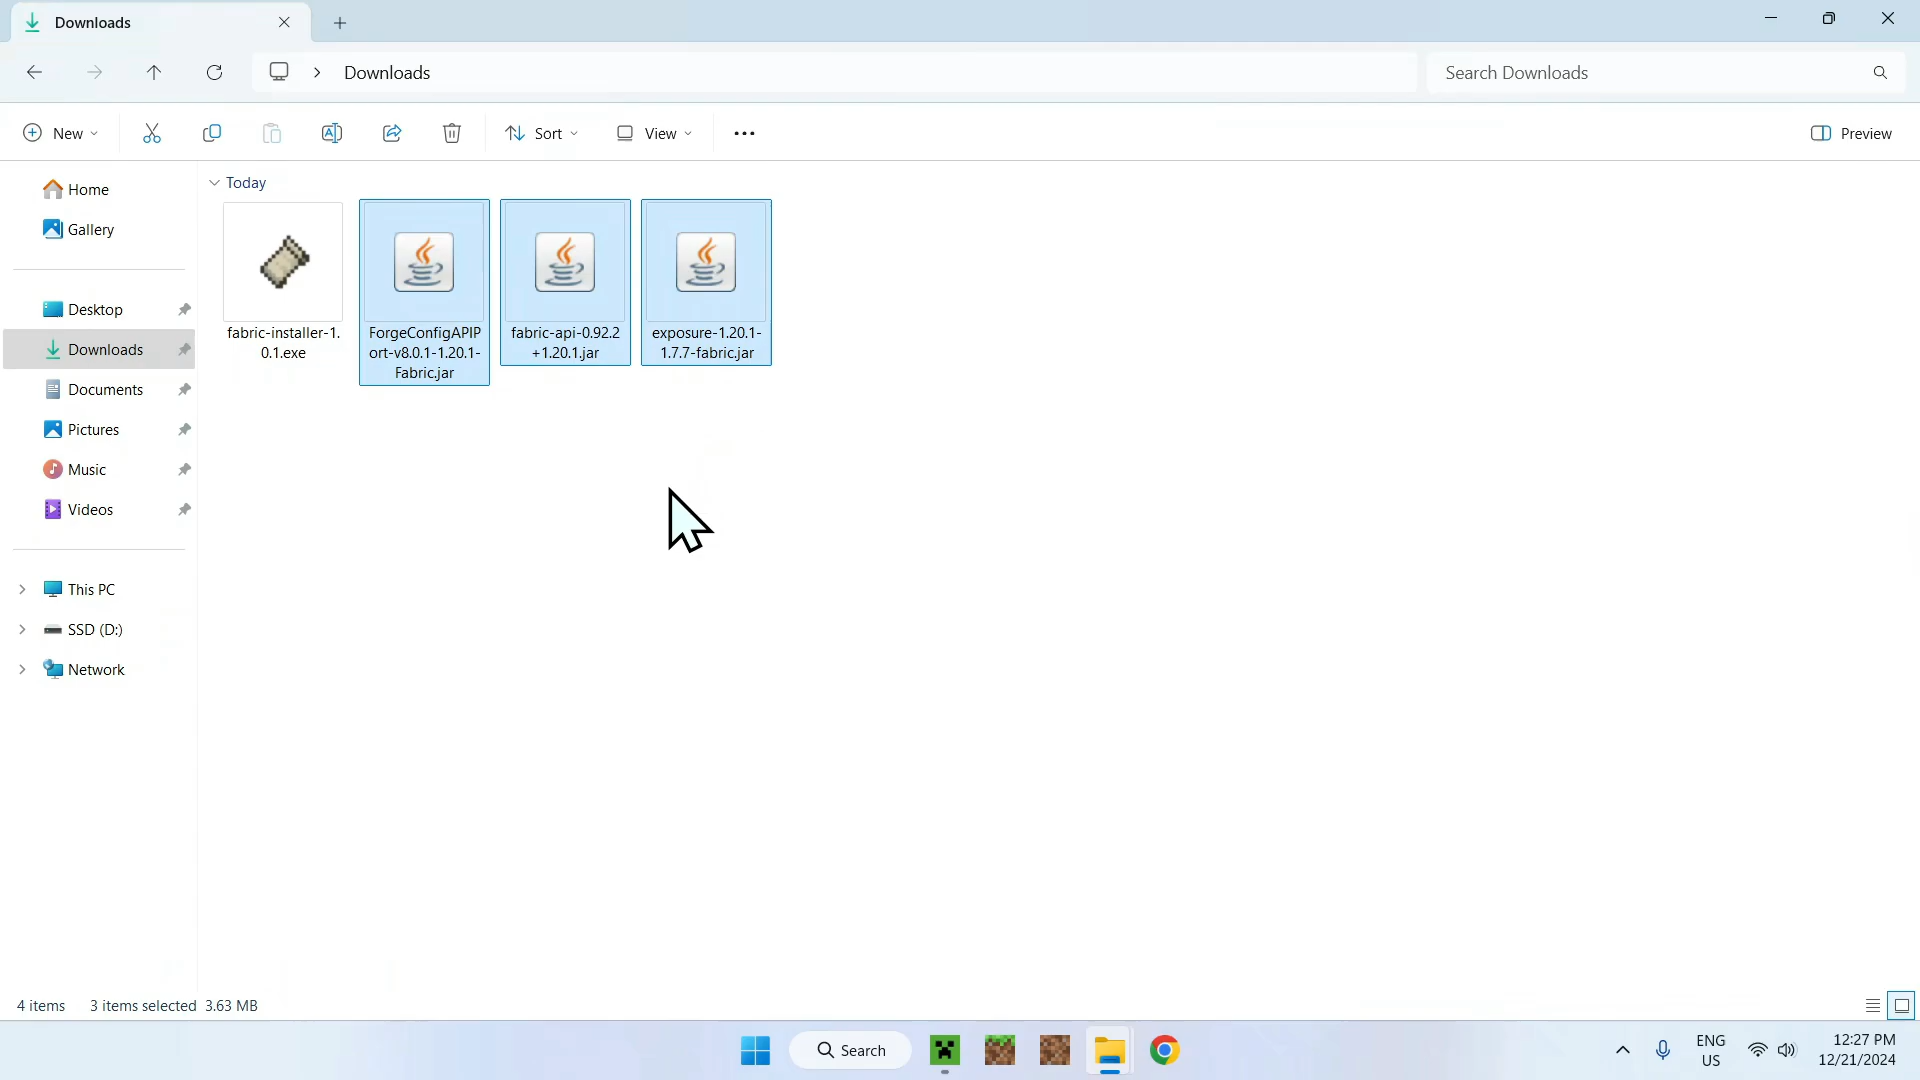 Downloads
Downloads
Search Downloads
New
Sort
View
Preview
Home
Gallery
Desktop
Downloads
Documents
Pictures
Music
Videos
This PC
SSD (D:)
Network
Today
fabric-installer-1.
0.1.exe
ForgeConfigAPIP
ort-v8.0.1-1.20.1-
Fabric.jar
fabric-api-0.92.2
+1.20.1.jar
exposure-1.20.1-
1.7.7-fabric.jar
4 items 3 items selected 3.63 MB
Search
ENG
US
12:27 PM
12/21/2024